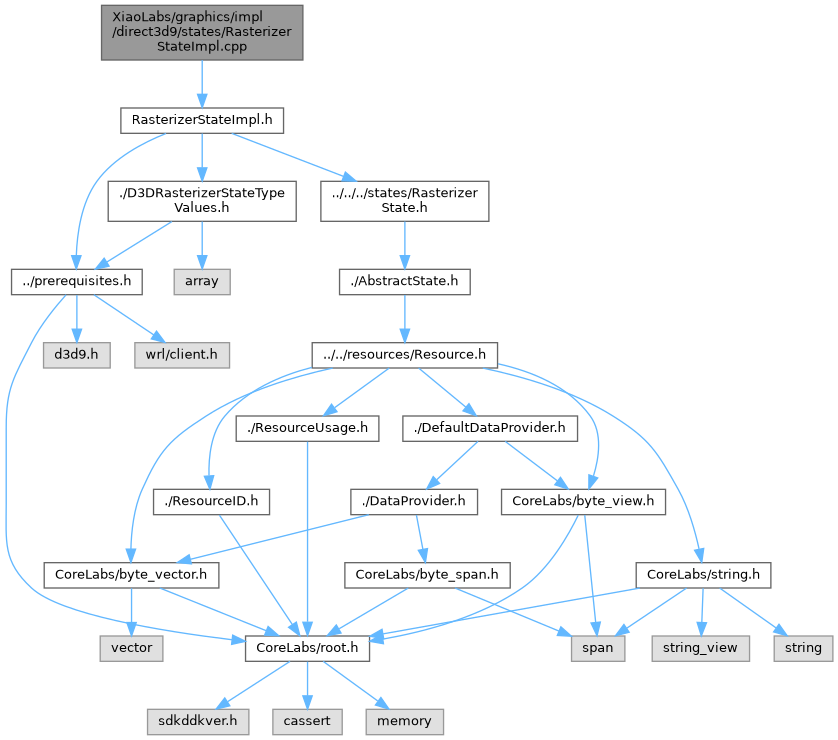 XiaoLabs/graphics/impl
/direct3d9/states/Rasterizer
StateImpl.cpp
RasterizerStateImpl.h
./D3DRasterizerStateType
Values.h
../../../states/Rasterizer
State.h
../prerequisites.h
array
./AbstractState.h
d3d9.h
wrl/client.h
../../resources/Resource.h
./ResourceUsage.h
./DefaultDataProvider.h
./ResourceID.h
./DataProvider.h
CoreLabs/byte_view.h
CoreLabs/byte_vector.h
CoreLabs/byte_span.h
CoreLabs/string.h
vector
CoreLabs/root.h
span
string_view
string
sdkddkver.h
cassert
memory